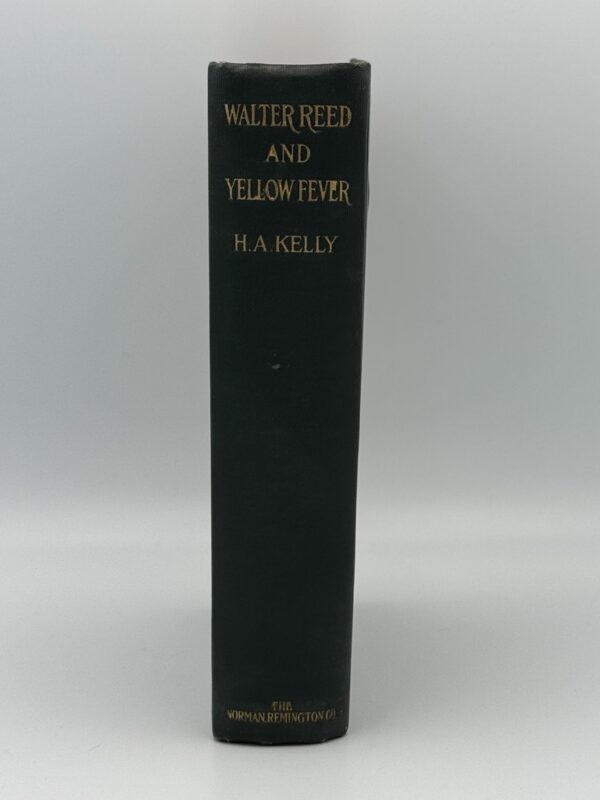 WALTER REED
AND
YELLOW FEVER
H. A. KELLY
THE
NORMAN, REMINGTON CO.